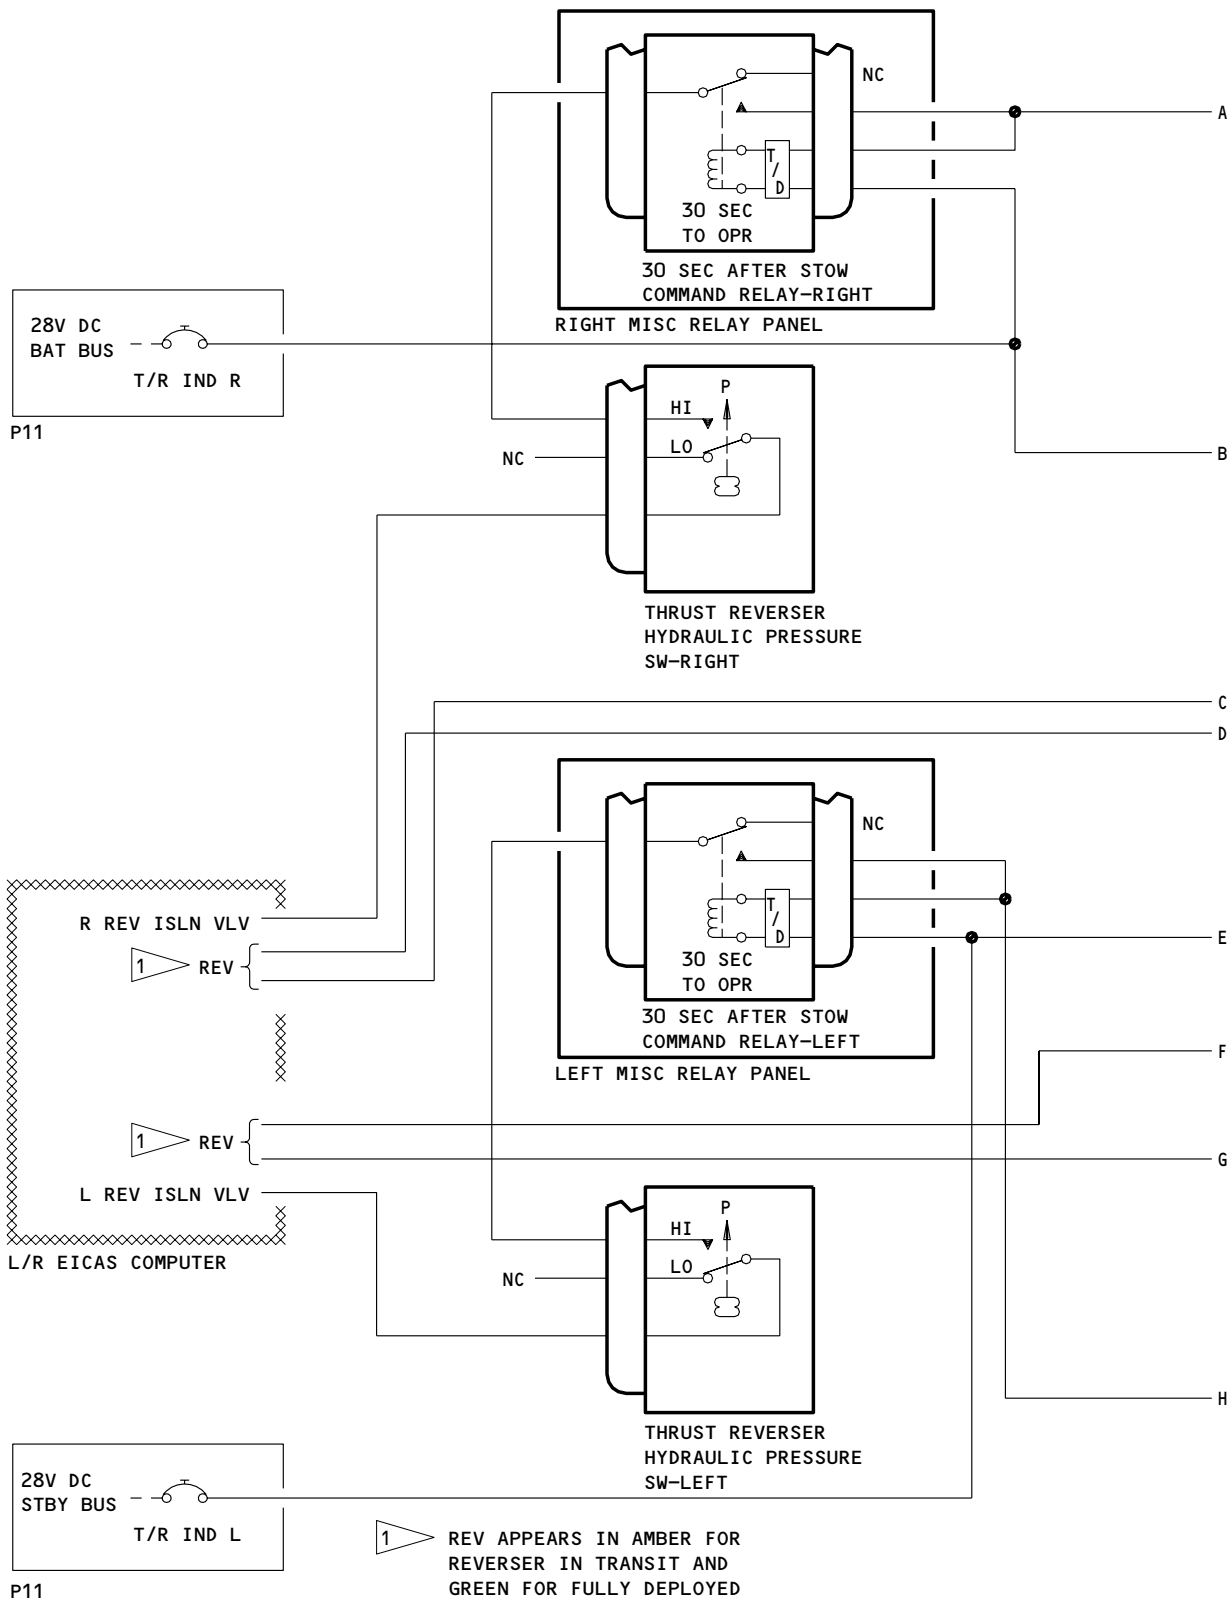 NC
A
T
/
D
30 SEC
TO OPR
30 SEC AFTER STOW
COMMAND RELAY-RIGHT
RIGHT MISC RELAY PANEL
28V DC
BAT BUS
T/R IND R
P11
P
HI
LO
NC
B
THRUST REVERSER
HYDRAULIC PRESSURE
SW-RIGHT
C
D
NC
T
/
D
30 SEC
TO OPR
30 SEC AFTER STOW
COMMAND RELAY-LEFT
LEFT MISC RELAY PANEL
E
F
R REV ISLN VLV
1 REV
1 REV
L REV ISLN VLV
L/R EICAS COMPUTER
G
P
HI
LO
NC
H
THRUST REVERSER
HYDRAULIC PRESSURE
SW-LEFT
28V DC
STBY BUS
T/R IND L
P11
1 REV APPEARS IN AMBER FOR
REVERSER IN TRANSIT AND
GREEN FOR FULLY DEPLOYED